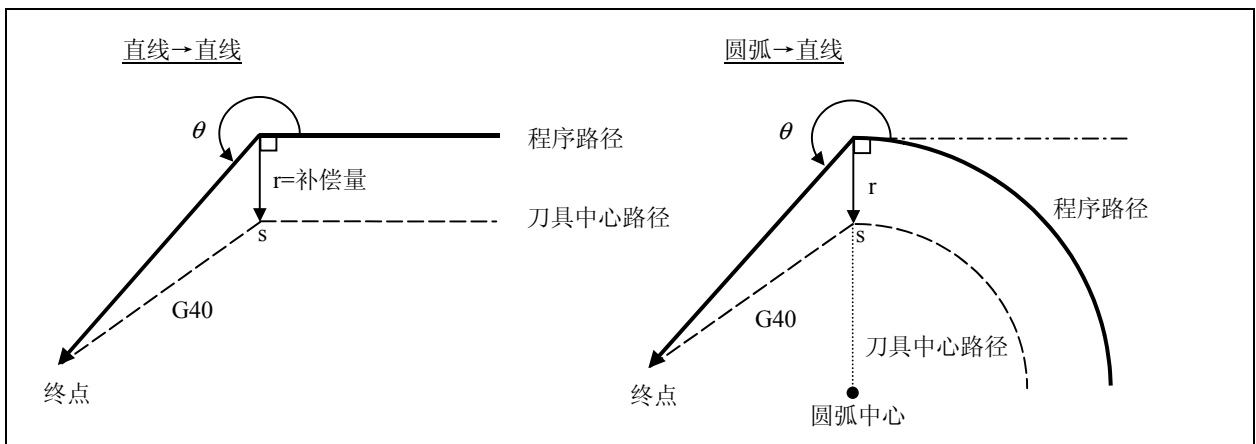 直线→直线
θ
程序路径
r=补偿量
刀具中心路径
s
G40
终点
圆弧→直线
θ
r
程序路径
s
G40
刀具中心路径
终点
圆弧中心